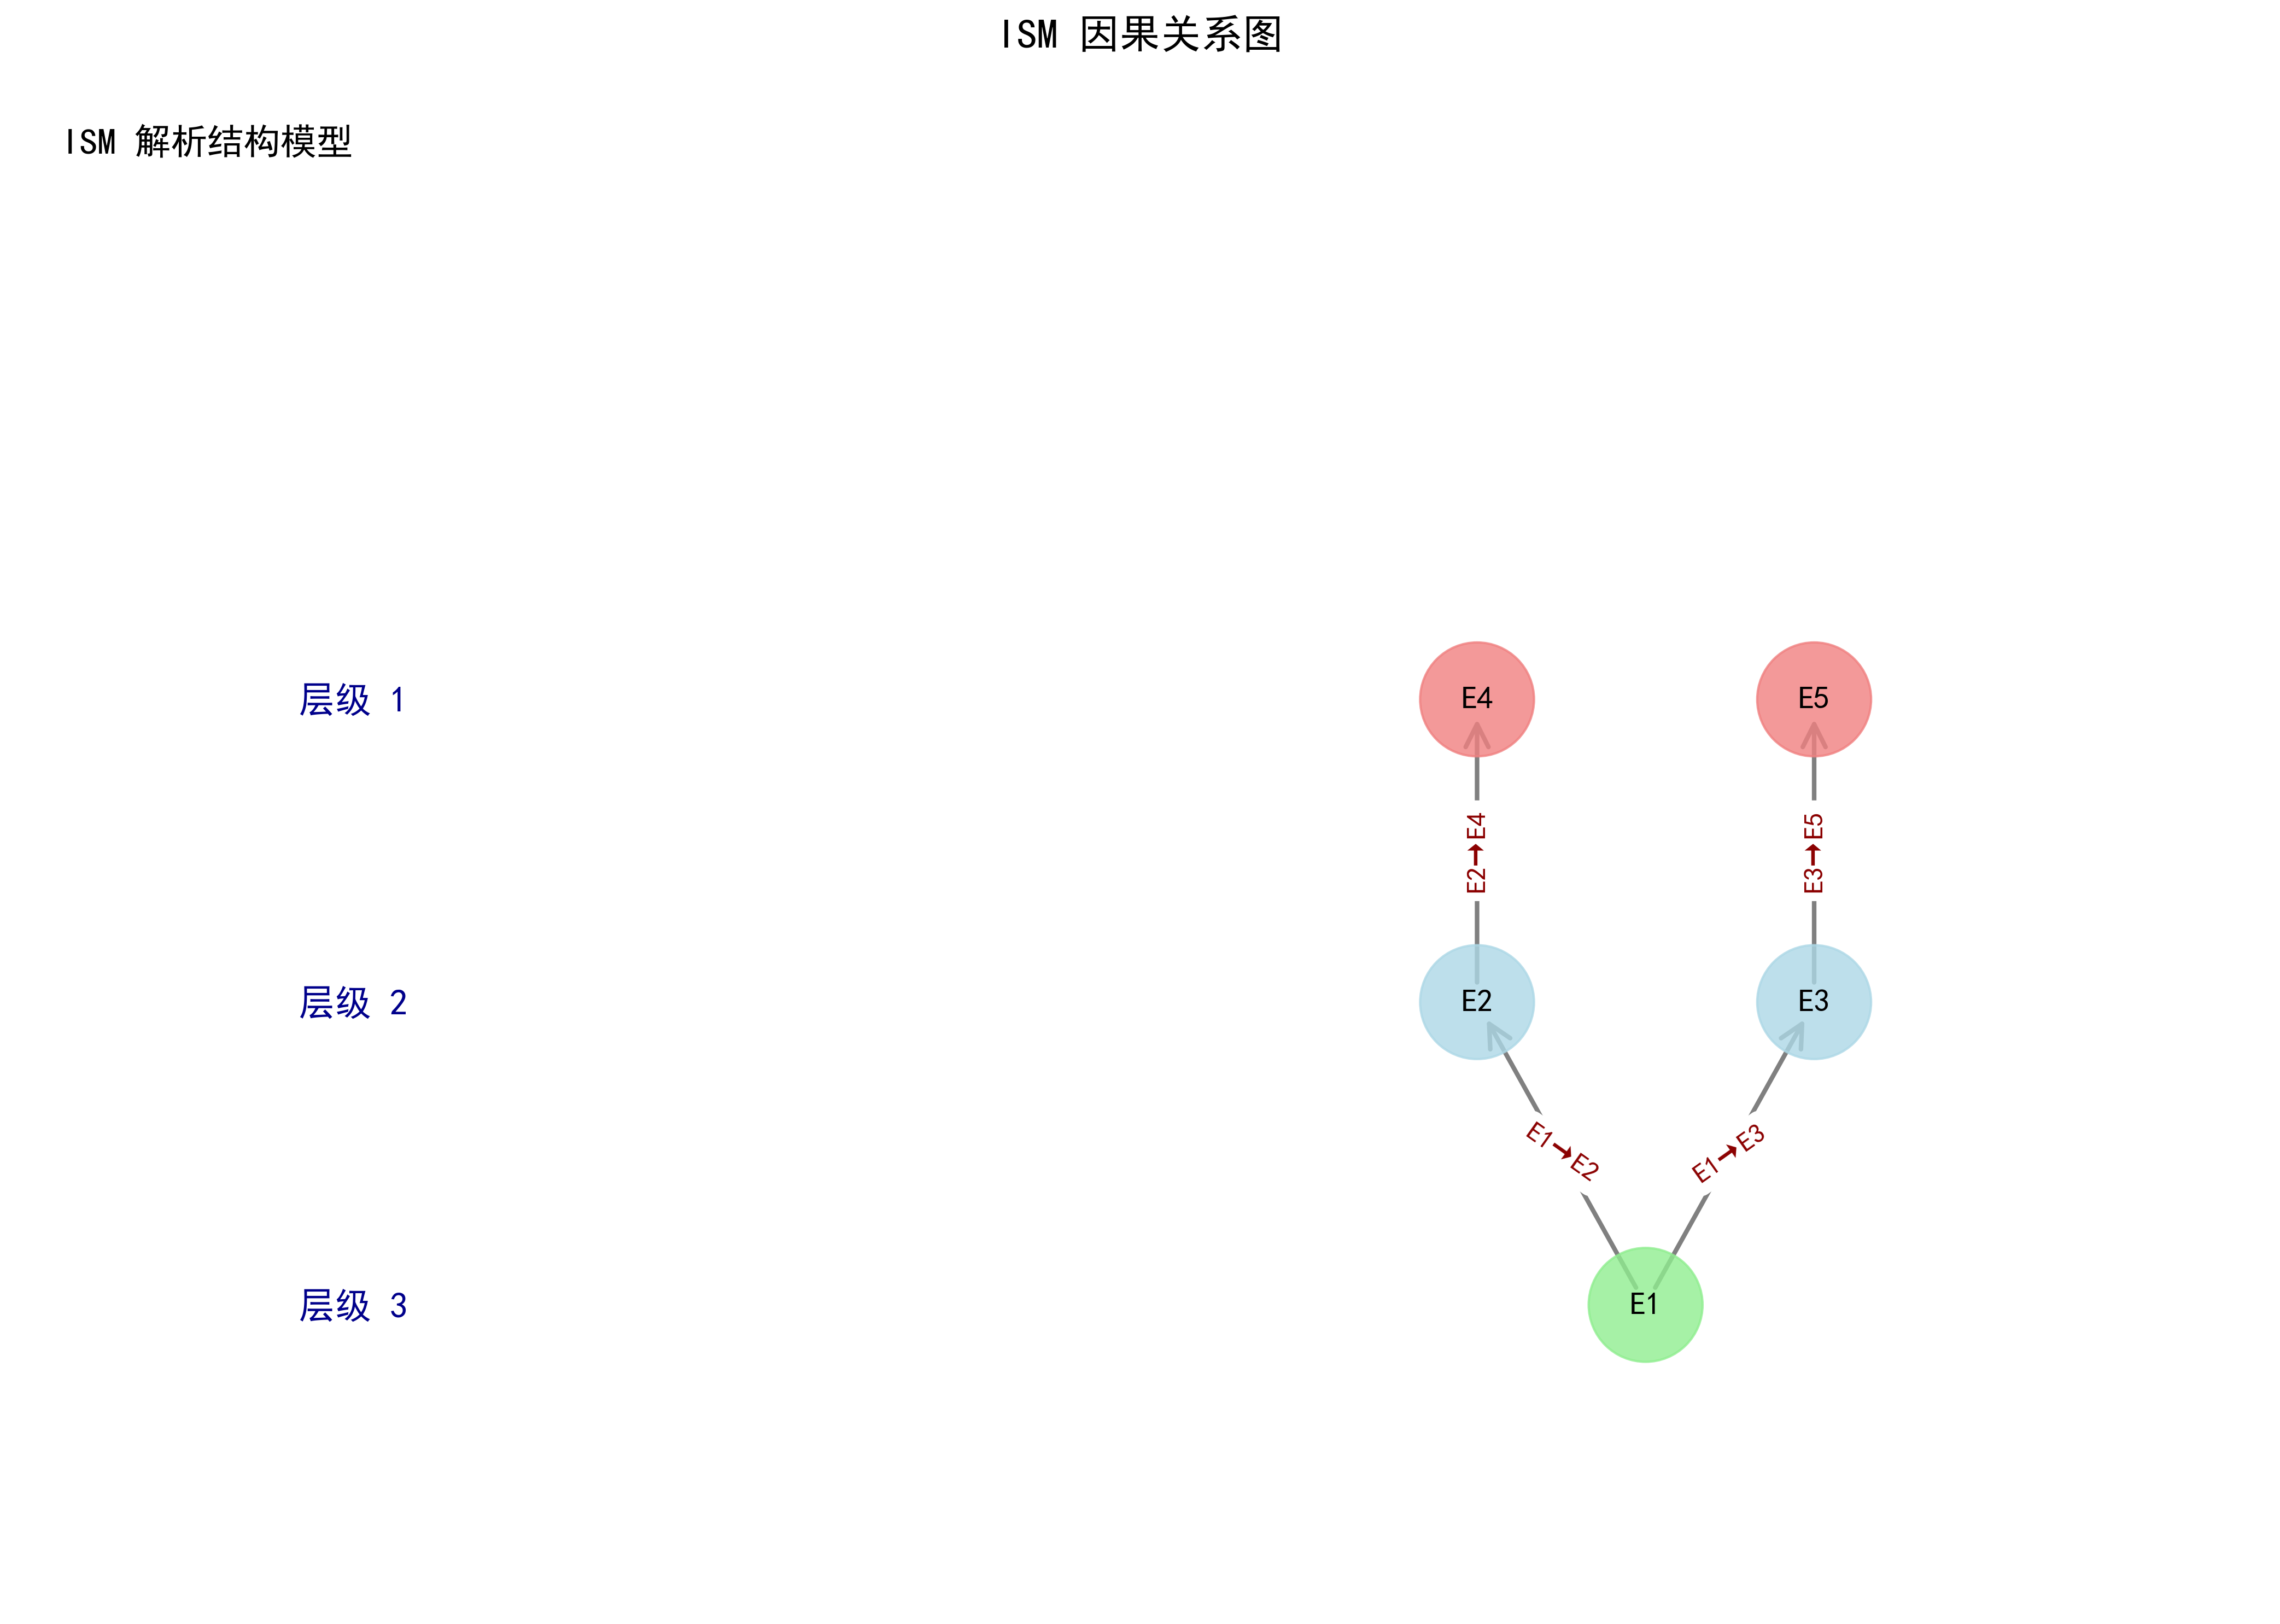 ISM 因果关系图
ISM 解析结构模型
层级 1
E4
E5
E2→E4
E3→E5
层级 2
E2
E3
E1→E2
E1→E3
层级 3
E1